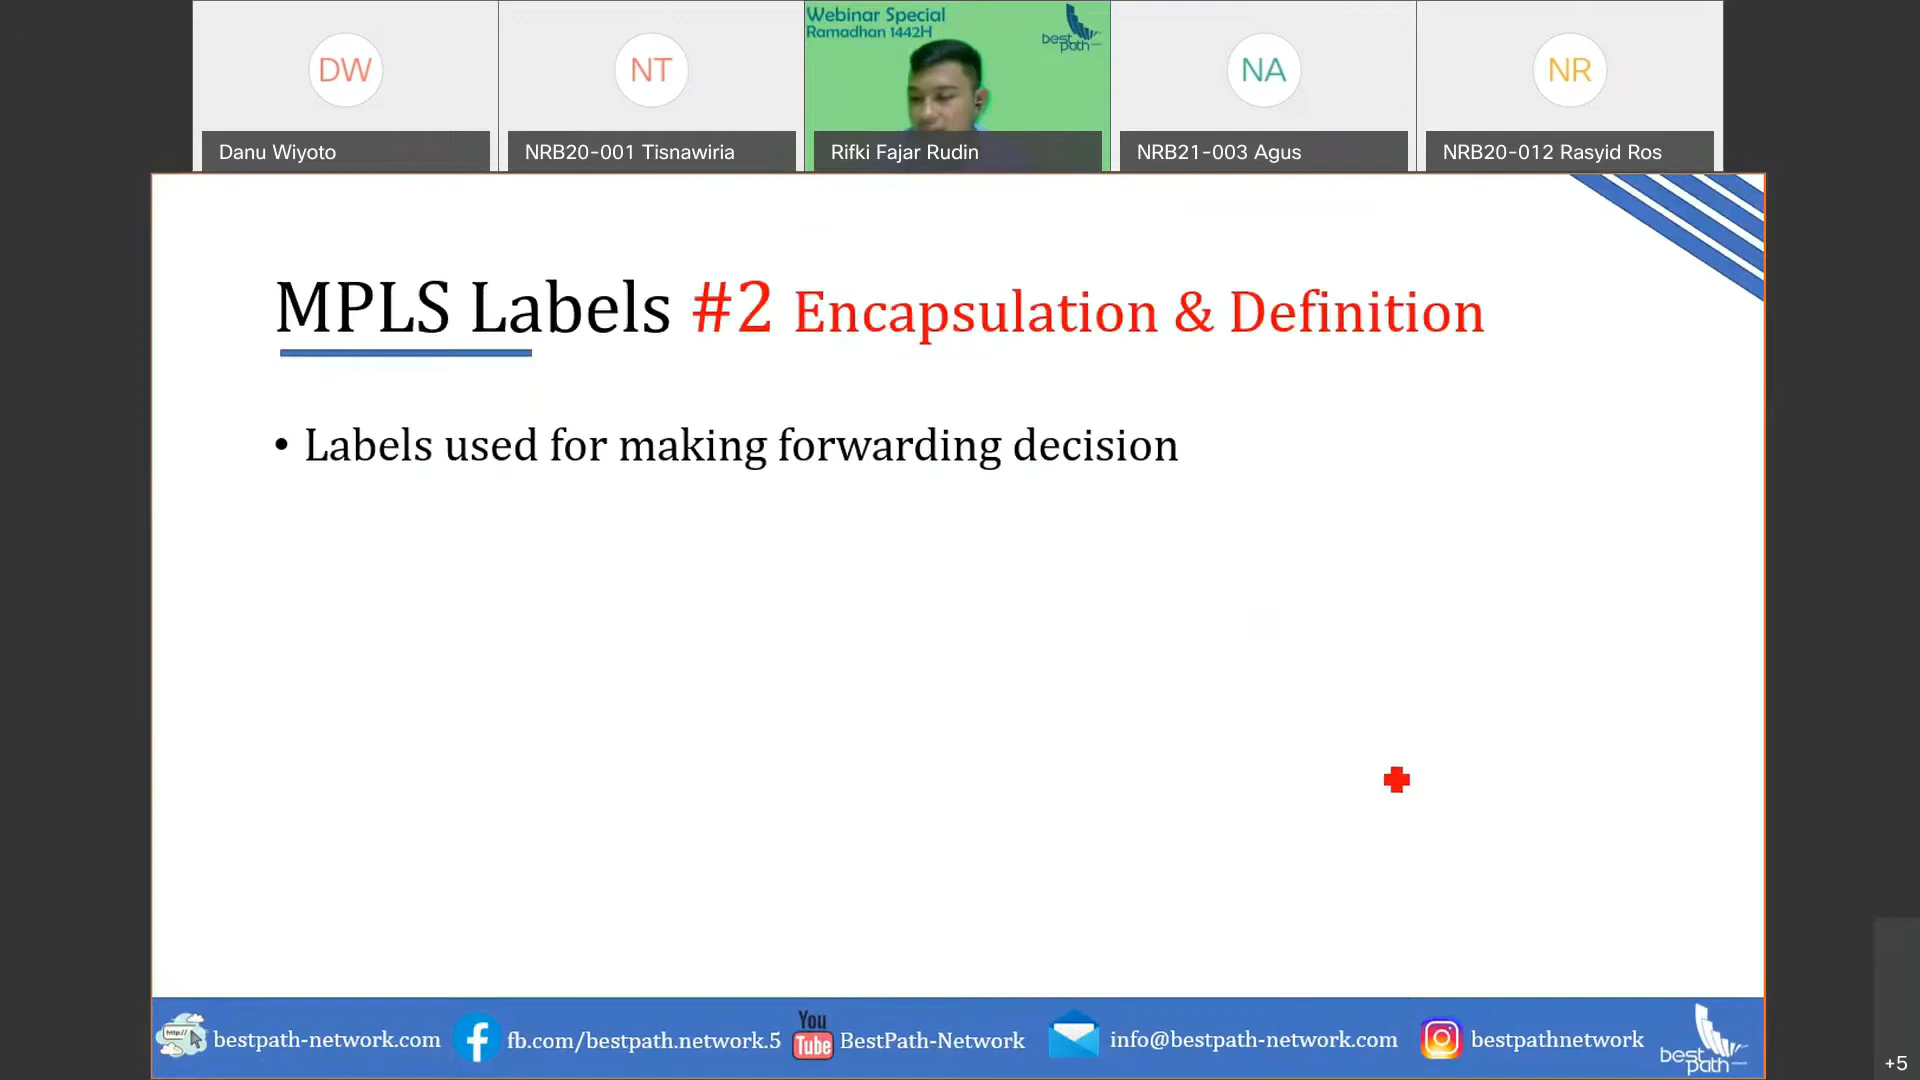 DW
NT
Webinar Special
Ramadhan 1442H
best path
NA
NR
Danu Wiyoto
NRB20-001 Tisnawiria
Rifki Fajar Rudin
NRB21-003 Agus
NRB20-012 Rasyid Ros
MPLS Labels #2 Encapsulation & Definition
• Labels used for making forwarding decision
http://
bestpath-network.com
fb.com/bestpath.network.5
You
Tube
BestPath-Network
info@bestpath-network.com
bestpathnetwork
best path
+5